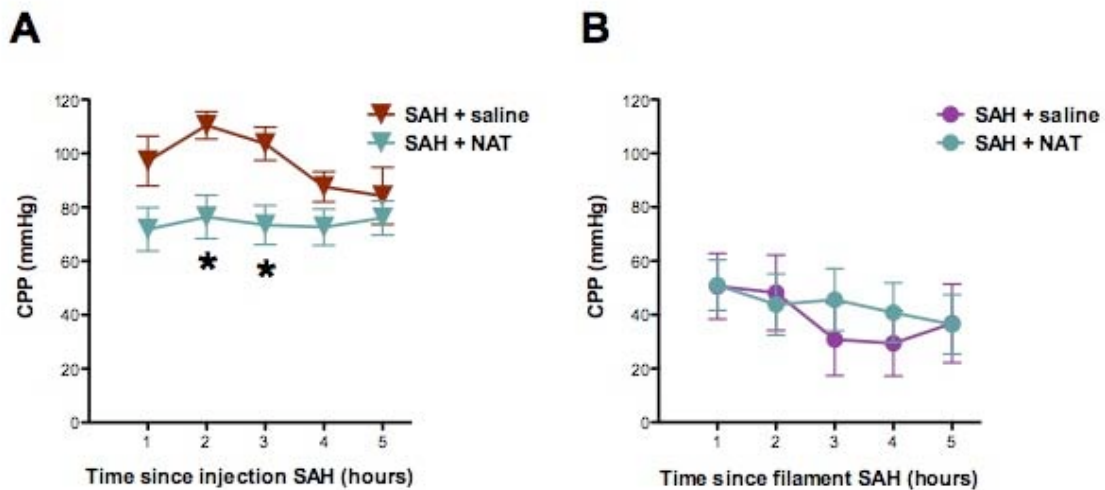 A
120
100
80
60
40
20
0
CPP (mmHg)
SAH + saline
SAH + NAT
*
*
1 2 3 4 5
Time since injection SAH (hours)
B
120
100
80
60
40
20
0
CPP (mmHg)
SAH + saline
SAH + NAT
1 2 3 4 5
Time since filament SAH (hours)